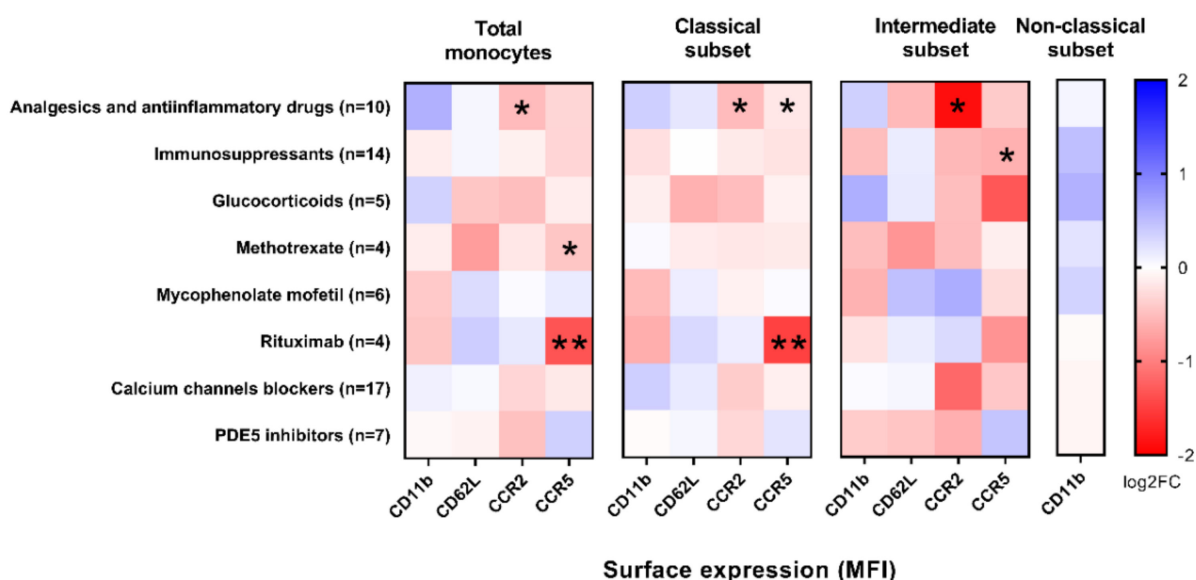 Total
monocytes
Classical
subset
Intermediate
subset
Non-classical
subset
Analgesics and antiinflammatory drugs (n=10)
Immunosuppressants (n=14)
Glucocorticoids (n=5)
Methotrexate (n=4)
Mycophenolate mofetil (n=6)
Rituximab (n=4)
Calcium channels blockers (n=17)
PDE5 inhibitors (n=7)
* * * *
*
*
** **
CD11b CD62L CCR2 CCR5
CD11b CD62L CCR2 CCR5
CD11b CD62L CCR2 CCR5
CD11b
2
1
0
-1
-2
log2FC
Surface expression (MFI)